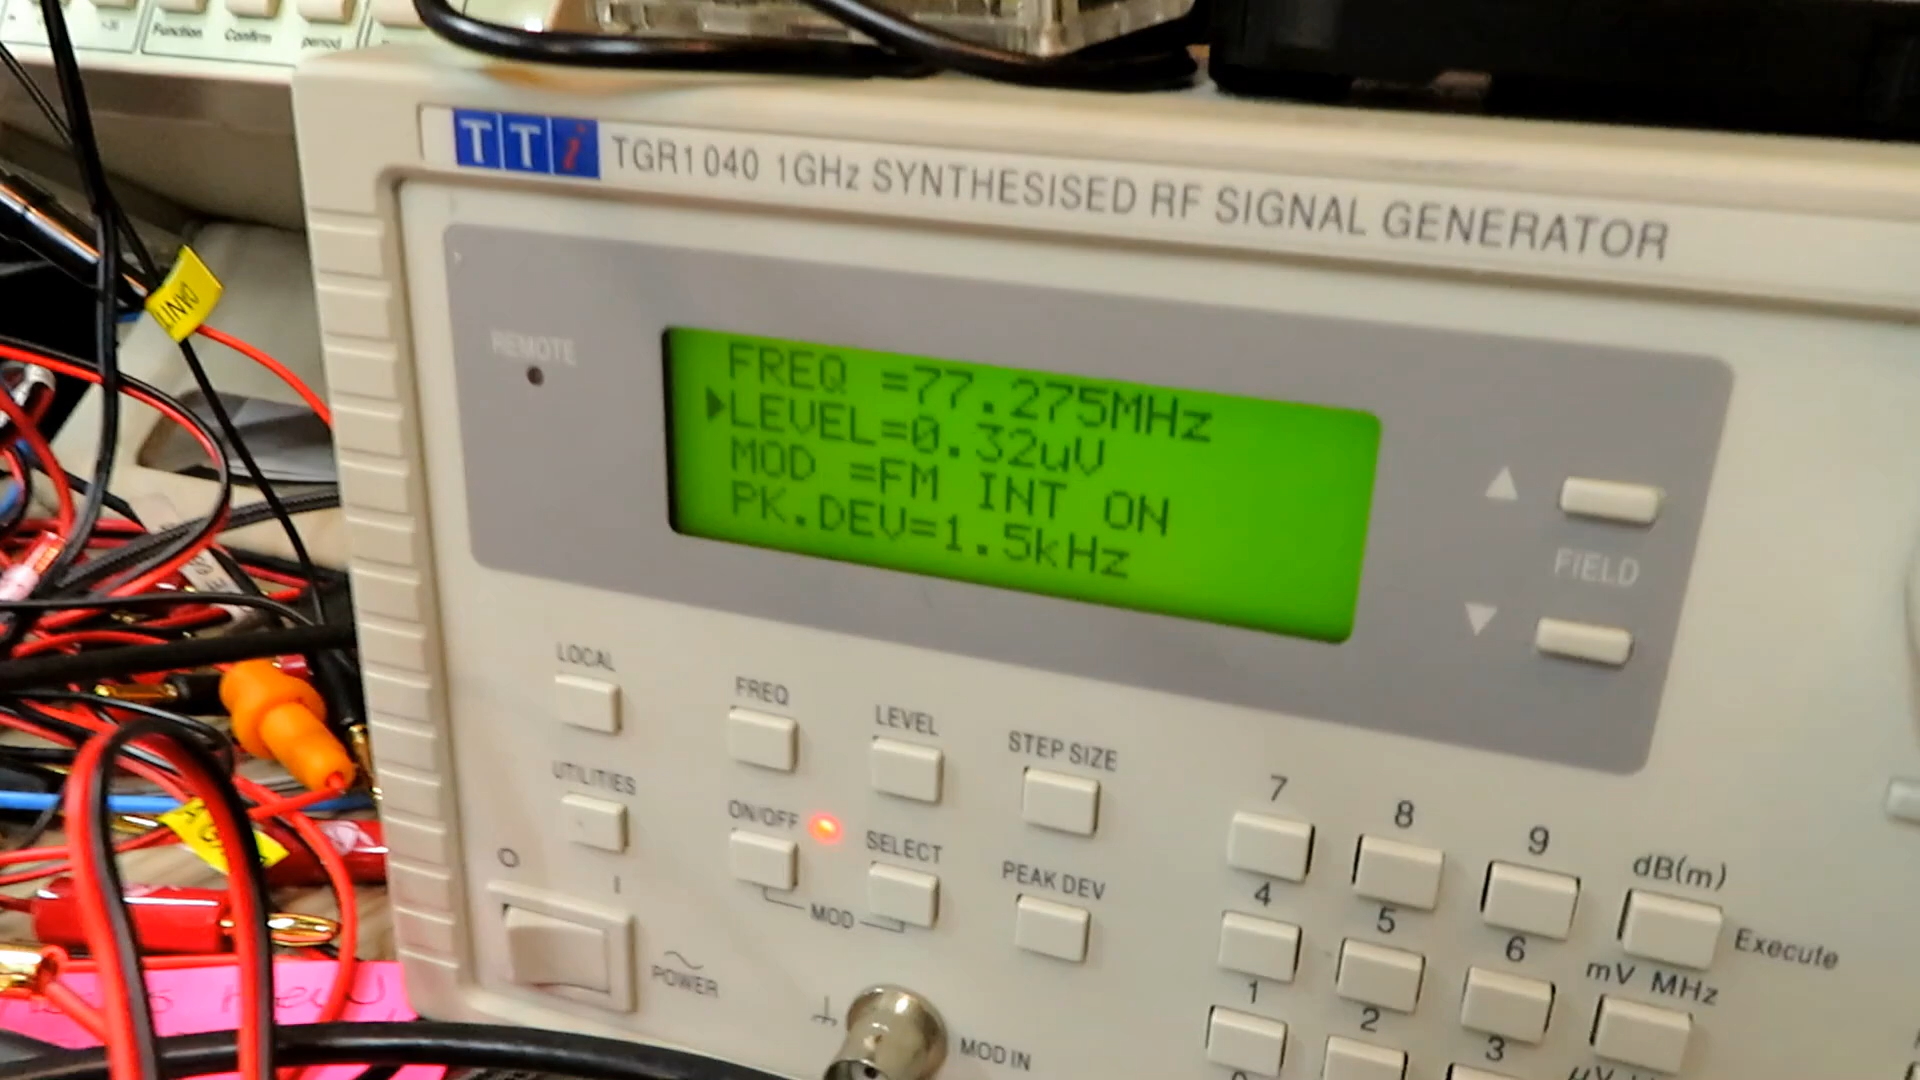 Function Confirm period
TTi TGR1040 1GHz SYNTHESISED RF SIGNAL GENERATOR
REMOTE
FREQ =77.275MHz
LEVEL=0.32uV
MOD =FM INT ON
PK.DEV=1.5kHz
FIELD
LOCAL
FREQ
LEVEL
STEP SIZE
UTILITIES
ON/OFF
SELECT
PEAK DEV
MOD
7 8 9 dB(m)
Execute
4 5 6 mV MHz
1 2 3
O I
POWER
MOD IN